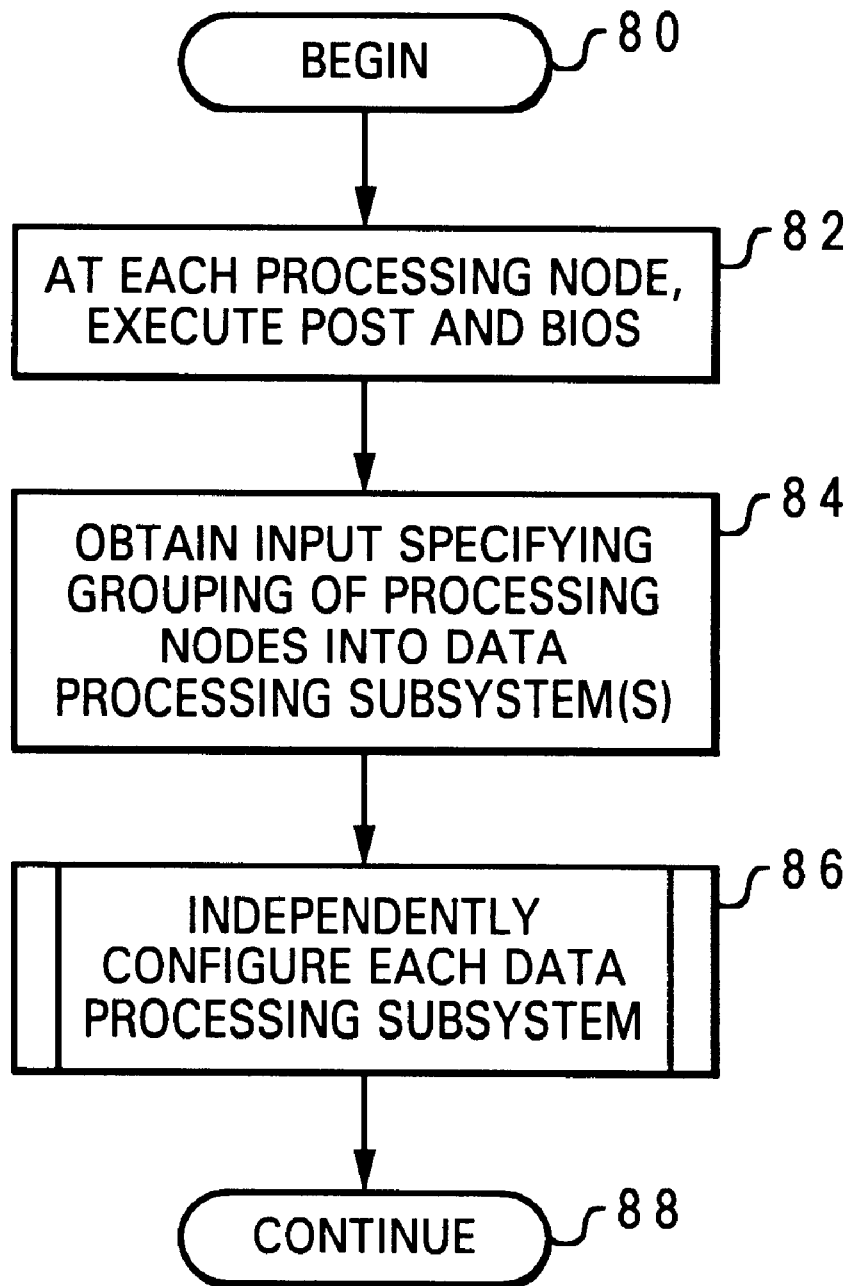 BEGIN
80
AT EACH PROCESSING NODE,
EXECUTE POST AND BIOS
82
OBTAIN INPUT SPECIFYING
GROUPING OF PROCESSING
NODES INTO DATA
PROCESSING SUBSYSTEM(S)
84
INDEPENDENTLY
CONFIGURE EACH DATA
PROCESSING SUBSYSTEM
86
CONTINUE
88